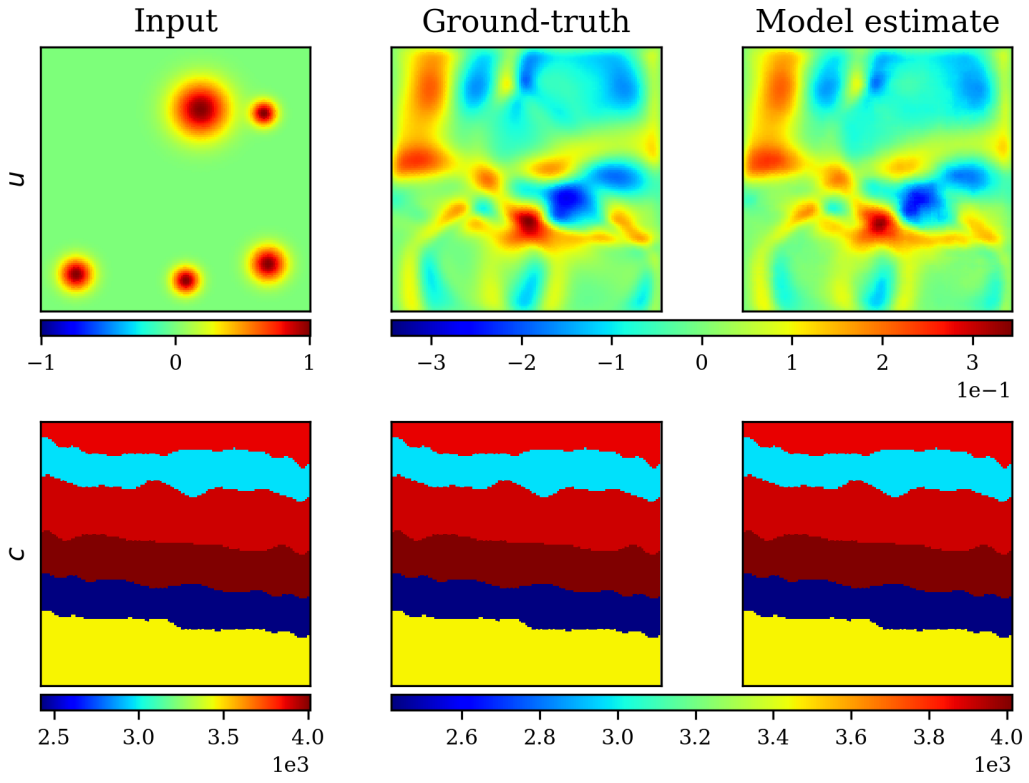 Input Ground-truth Model estimate
u
−1 0 1 −3 −2 −1 0 1 2 3
1e−1
c
2.5 3.0 3.5 4.0 2.6 2.8 3.0 3.2 3.4 3.6 3.8 4.0
1e3 1e3